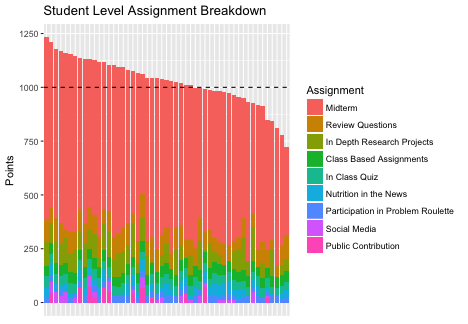 Student Level Assignment Breakdown
1250
1000
750
500
250
0
Points
Assignment
Midterm
Review Questions
In Depth Research Projects
Class Based Assignments
In Class Quiz
Nutrition in the News
Participation in Problem Roulette
Social Media
Public Contribution